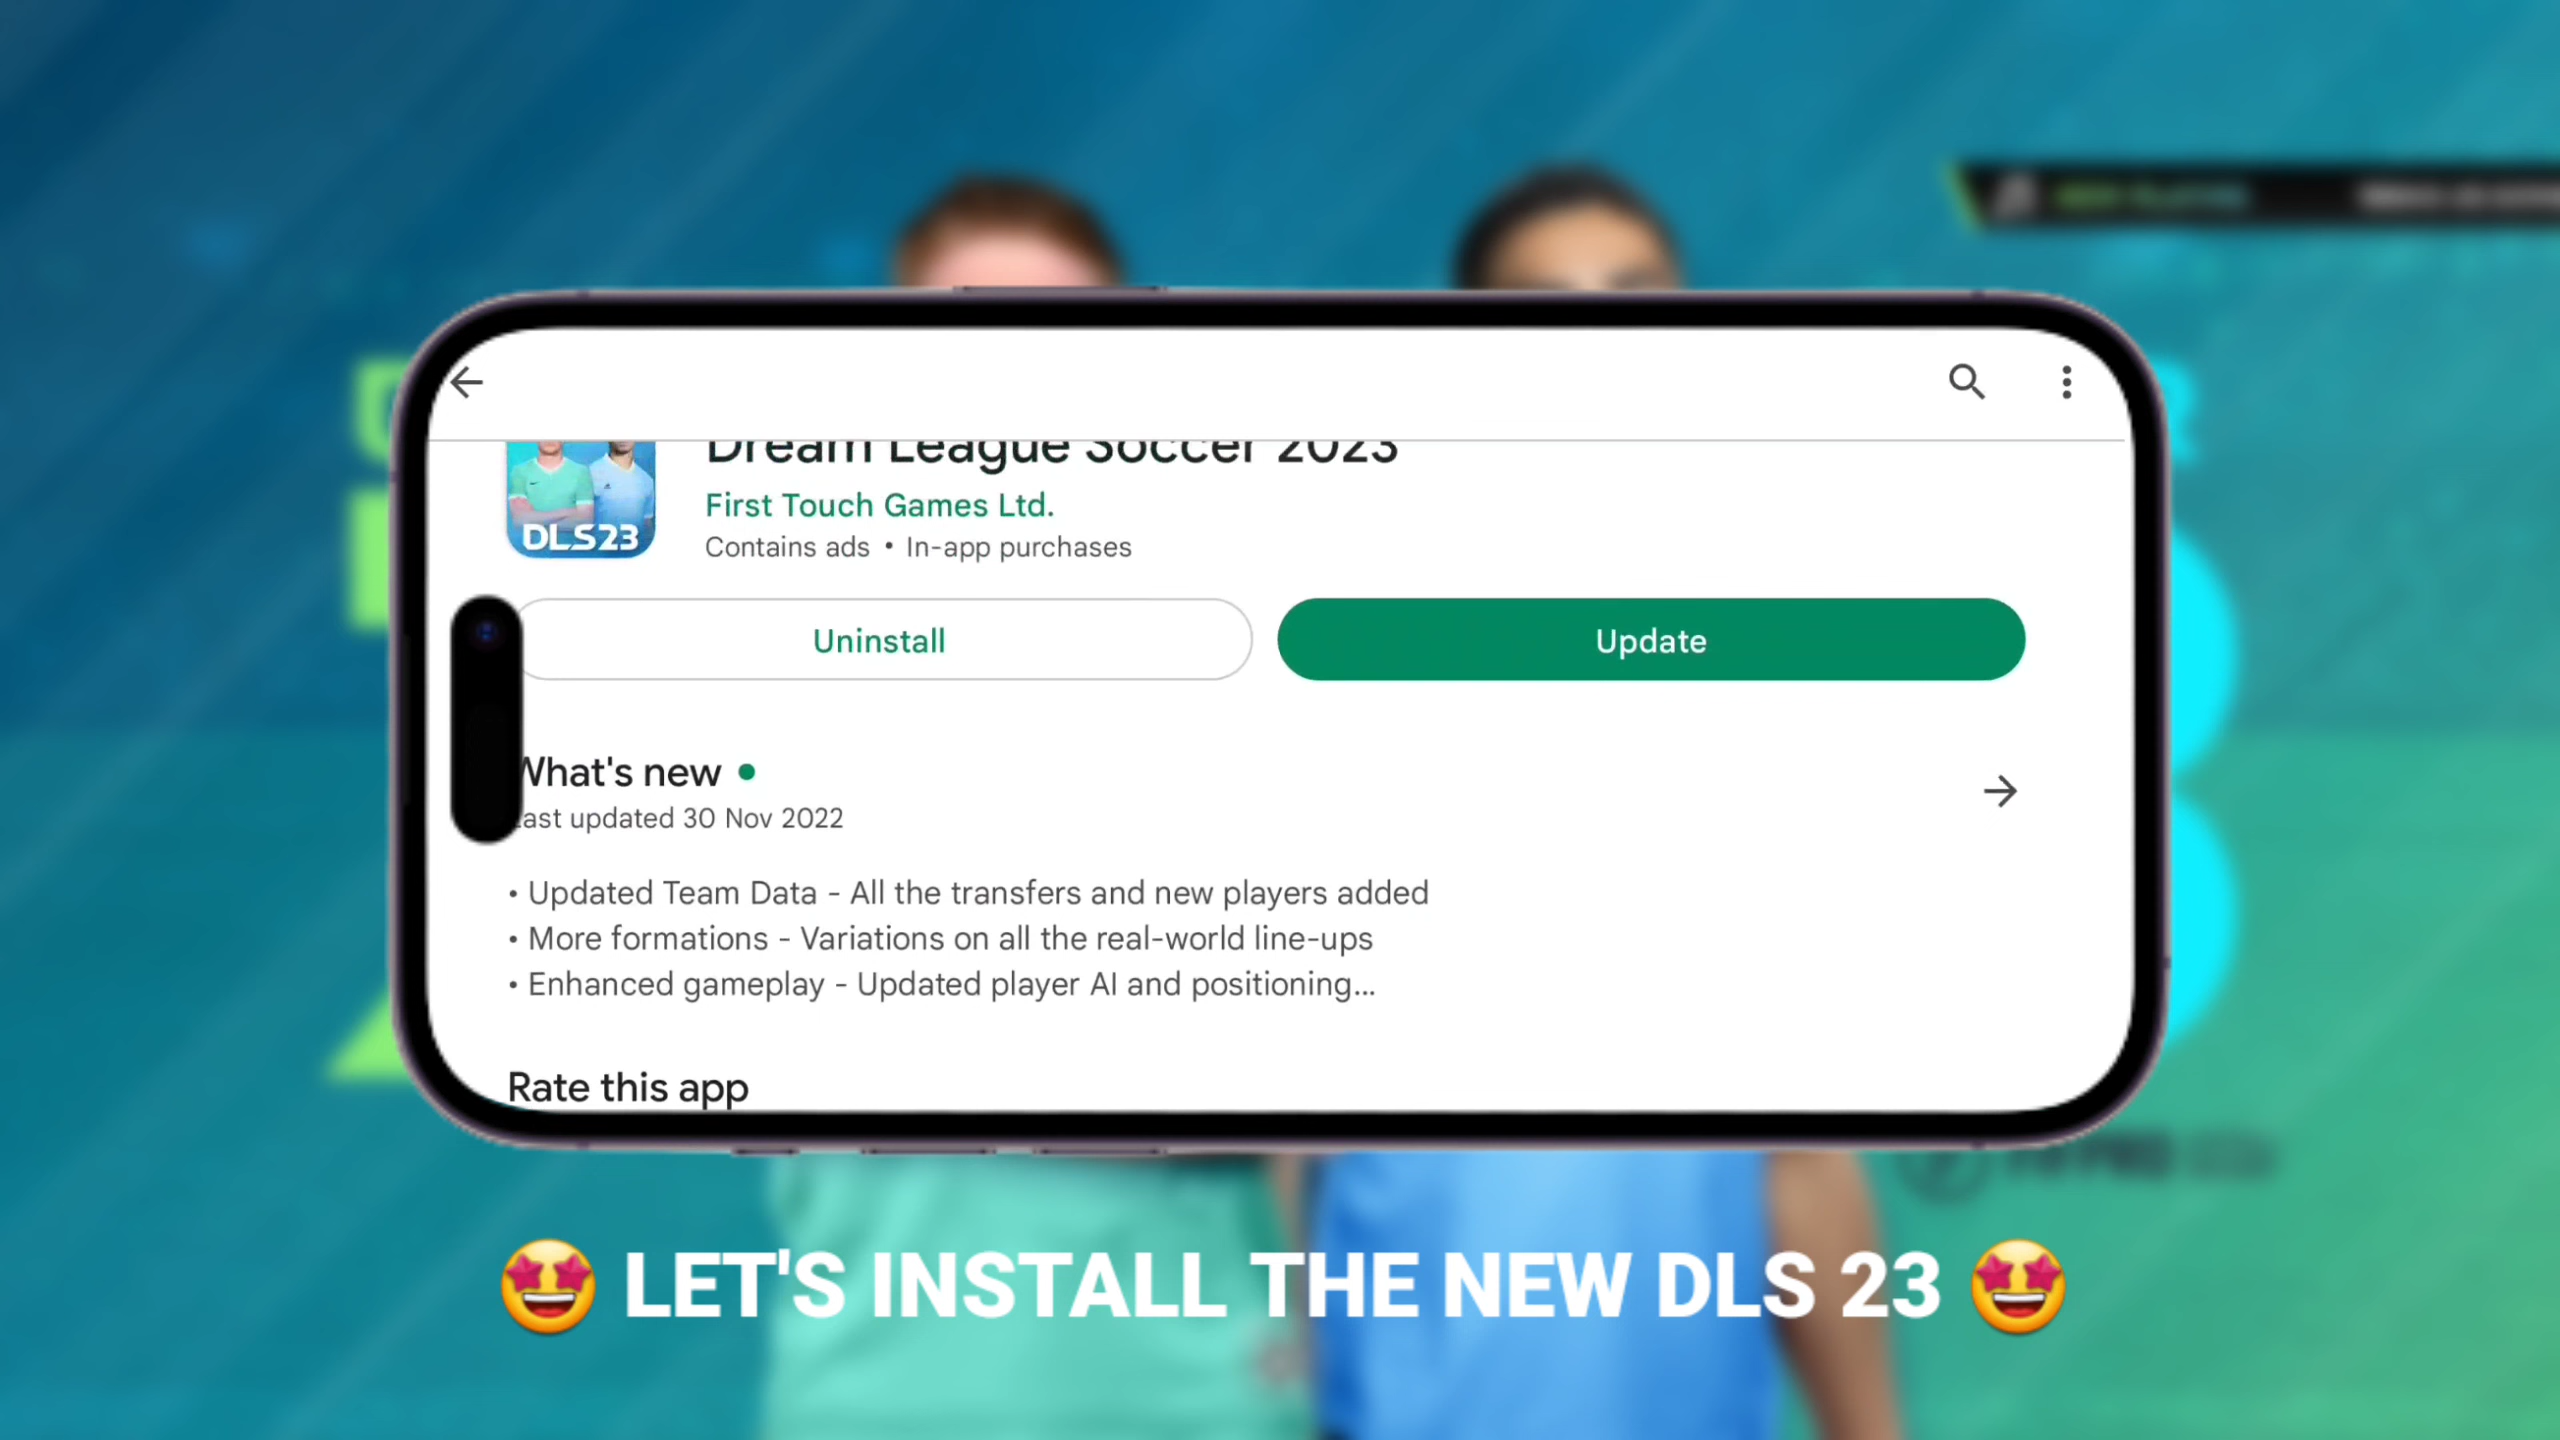 Dream League Soccer 2023
First Touch Games Ltd.
Contains ads • In-app purchases
DLS23
Uninstall
Update
What's new
Last updated 30 Nov 2022
• Updated Team Data - All the transfers and new players added
• More formations - Variations on all the real-world line-ups
• Enhanced gameplay - Updated player AI and positioning...
Rate this app
🤩 LET'S INSTALL THE NEW DLS 23 🤩